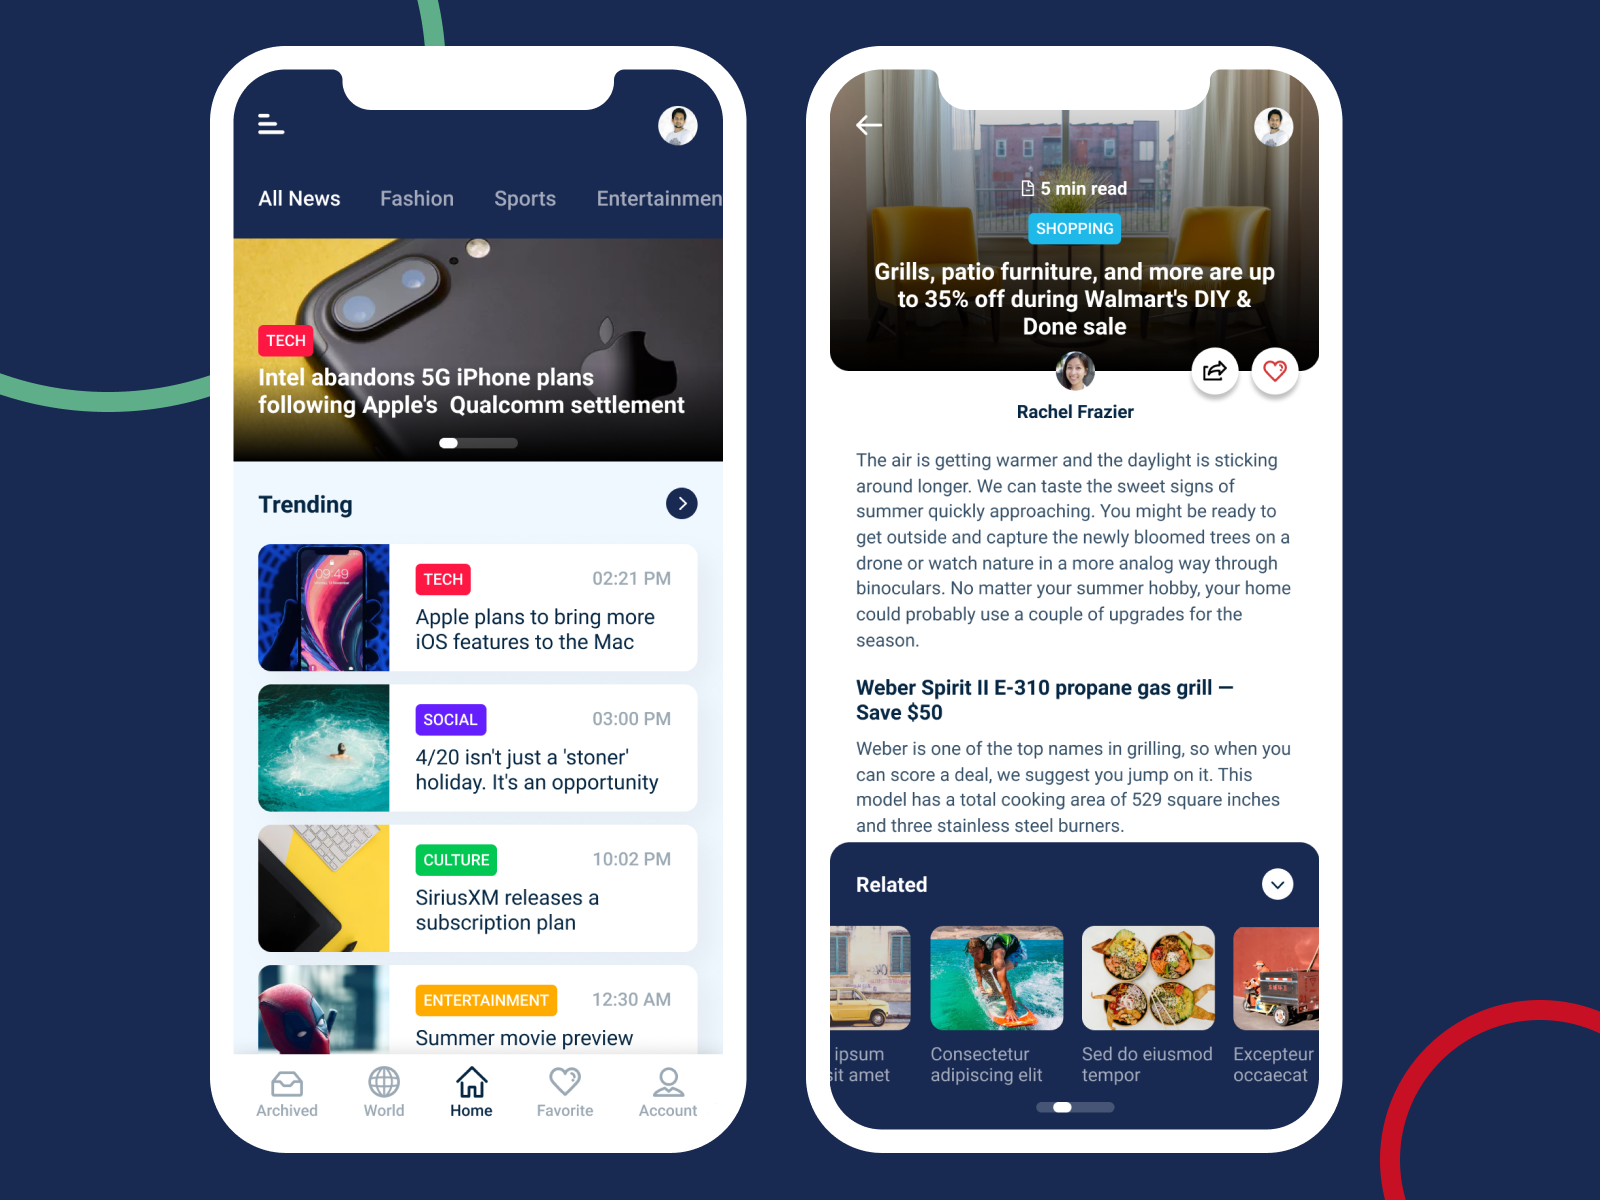 All News Fashion Sports Entertainmen
TECH
Intel abandons 5G iPhone plans
following Apple's Qualcomm settlement
Trending
09:49
TECH 02:21 PM
Apple plans to bring more
iOS features to the Mac
SOCIAL 03:00 PM
4/20 isn't just a 'stoner'
holiday. It's an opportunity
CULTURE 10:02 PM
SiriusXM releases a
subscription plan
ENTERTAINMENT 12:30 AM
Summer movie preview
Archived World Home Favorite Account
5 min read
SHOPPING
Grills, patio furniture, and more are up
to 35% off during Walmart's DIY &
Done sale
Rachel Frazier
The air is getting warmer and the daylight is sticking
around longer. We can taste the sweet signs of
summer quickly approaching. You might be ready to
get outside and capture the newly bloomed trees on a
drone or watch nature in a more analog way through
binoculars. No matter your summer hobby, your home
could probably use a couple of upgrades for the
season.
Weber Spirit II E-310 propane gas grill —
Save $50
Weber is one of the top names in grilling, so when you
can score a deal, we suggest you jump on it. This
model has a total cooking area of 529 square inches
and three stainless steel burners.
Related
ipsum
sit amet
Consectetur
adipiscing elit
Sed do eiusmod
tempor
Excepteur
occaecat